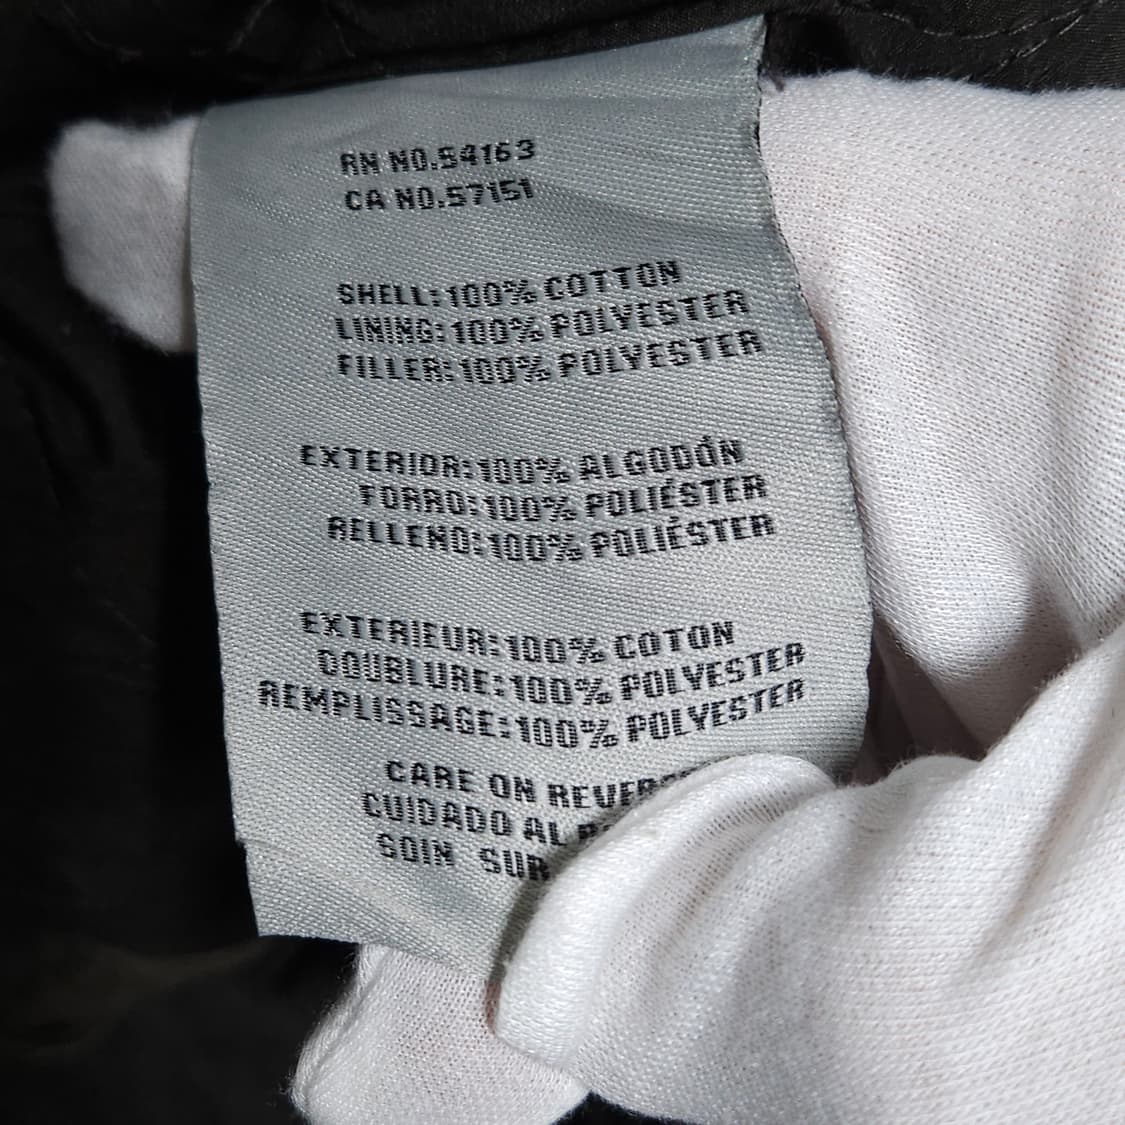 RN NO.54163
CA NO.57151
SHELL:100% COTTON
LINING:100% POLYESTER
FILLER:100% POLYESTER
EXTERIOR:100% ALGODÓN
FORRO:100% POLIÉSTER
RELLENO:100% POLIÉSTER
EXTERIEUR:100% COTON
DOUBLURE:100% POLYESTER
REMPLISSAGE:100% POLYESTER
CARE ON
CUIDADO AL
SOIN SUR